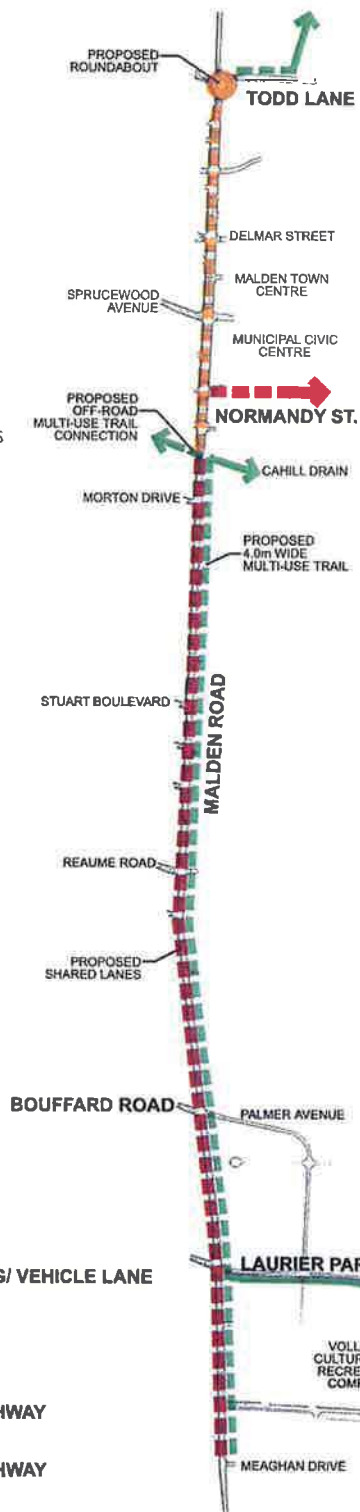 PROPOSED
ROUNDABOUT
TODD LANE
DELMAR STREET
MALDEN TOWN
CENTRE
SPRUCEWOOD
AVENUE
MUNICIPAL CIVIC
CENTRE
PROPOSED
OFF-ROAD
MULTI-USE TRAIL
CONNECTION
NORMANDY ST.
S
CAHILL DRAIN
MORTON DRIVE
PROPOSED
4.0m WIDE
MULTI-USE TRAIL
STUART BOULEVARD
MALDEN ROAD
REAUME ROAD
PROPOSED
SHARED LANES
BOUFFARD ROAD
PALMER AVENUE
G/ VEHICLE LANE
LAURIER PAR
VOLL
CULTUR
RECRE
COMP
HWAY
MEAGHAN DRIVE
HWAY